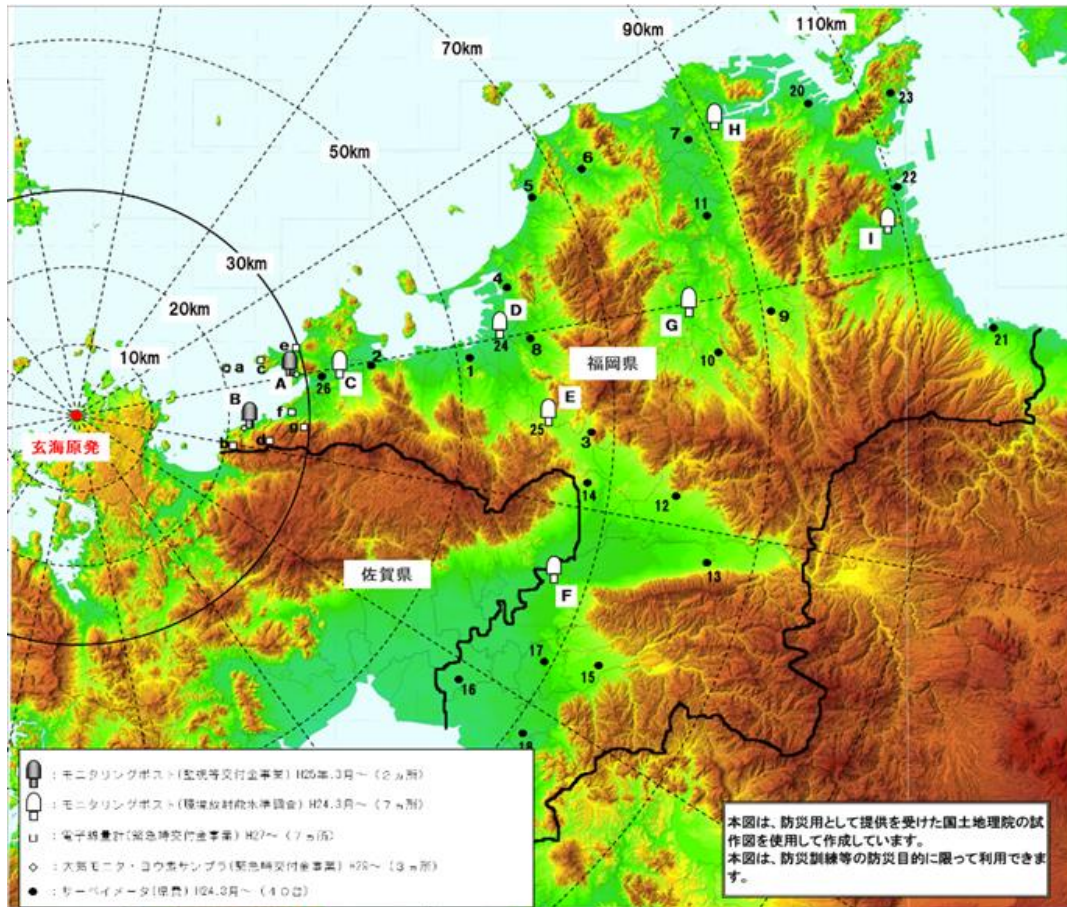 110km
90km
70km
20
23
H
7
50km
6
5
22
11
I
30km
4
20km
D
G
24
9
21
e
8
10km
a
c
2
福岡県
10
A
26
C
1
B
E
f
25
3
g
玄海原発
b
d
14
12
佐賀県
F
13
17
15
16
18
:モニタリングポスト(監視等交付金事業) H25年.3月~ (2ヵ所)
:モニタリングポスト(環境放射能水準調査) H24.3月~ (7ヵ所)
:電子線量計(緊急時交付金事業) H27~ (7ヵ所)
:大気モニタ・ヨウ素サンプラ(緊急時交付金事業) H29~ (3ヵ所)
:サーベイメータ(県費) H24.3月~ (40台)
本図は、防災用として提供を受けた国土地理院の試
作図を使用して作成しています。
本図は、防災訓練等の防災目的に限って利用できま
す。